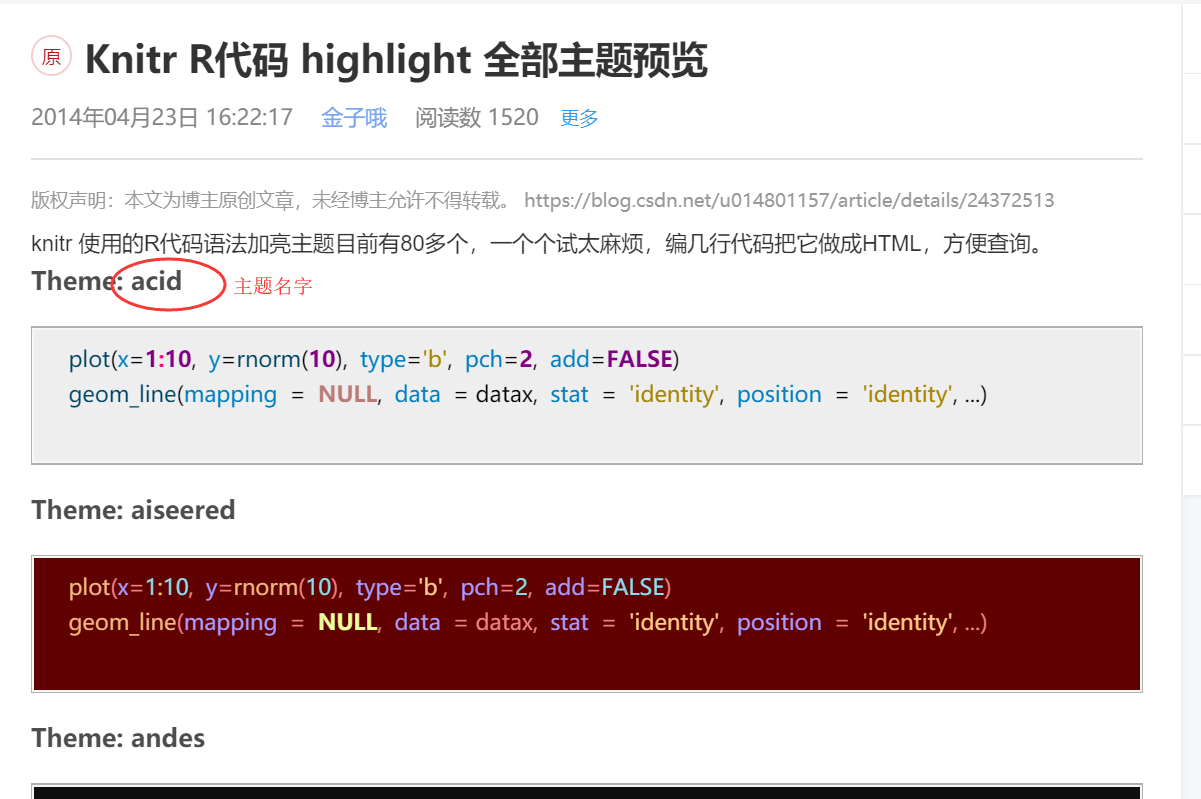 原 Knitr R代码 highlight 全部主题预览
2014年04月23日 16:22:17 金子哦 阅读数 1520 更多
版权声明：本文为博主原创文章，未经博主允许不得转载。 https://blog.csdn.net/u014801157/article/details/24372513
knitr 使用的R代码语法加亮主题目前有80多个，一个个试太麻烦，编几行代码把它做成HTML，方便查询。
Theme: acid 主题名字
plot(x=1:10, y=rnorm(10), type='b', pch=2, add=FALSE)
geom_line(mapping = NULL, data = datax, stat = 'identity', position = 'identity', ...)
Theme: aiseered
plot(x=1:10, y=rnorm(10), type='b', pch=2, add=FALSE)
geom_line(mapping = NULL, data = datax, stat = 'identity', position = 'identity', ...)
Theme: andes